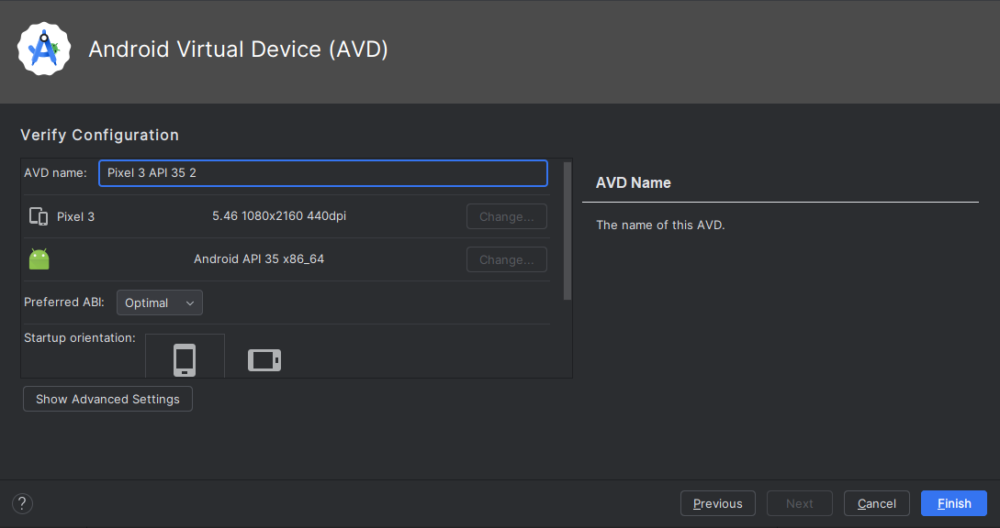 Android Virtual Device (AVD)
Verify Configuration
AVD name: Pixel 3 API 35 2
Pixel 3 5.46 1080x2160 440dpi Change...
Android API 35 x86_64 Change...
Preferred ABI: Optimal
Startup orientation:
Show Advanced Settings
AVD Name
The name of this AVD.
? Previous Next Cancel Finish